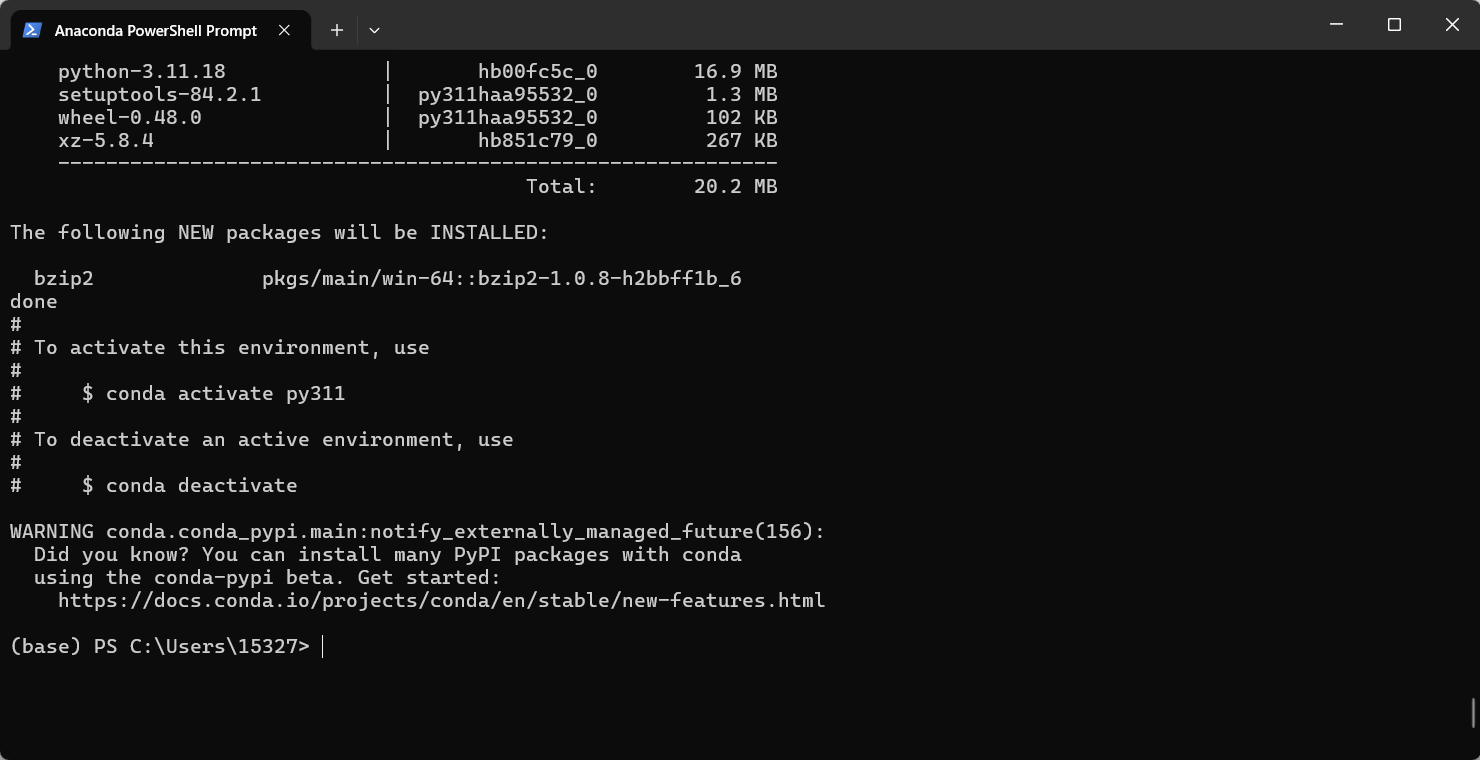 Anaconda PowerShell Prompt
    python-3.11.18             |       hb00fc5c_0        16.9 MB
    setuptools-84.2.1          |  py311haa95532_0         1.3 MB
    wheel-0.48.0               |  py311haa95532_0         102 KB
    xz-5.8.4                   |       hb851c79_0         267 KB
    ------------------------------------------------------------
                                           Total:        20.2 MB
The following NEW packages will be INSTALLED:
  bzip2              pkgs/main/win-64::bzip2-1.0.8-h2bbff1b_6
done
#
# To activate this environment, use
#
#     $ conda activate py311
#
# To deactivate an active environment, use
#
#     $ conda deactivate
WARNING conda.conda_pypi.main:notify_externally_managed_future(156):
  Did you know? You can install many PyPI packages with conda
  using the conda-pypi beta. Get started:
    https://docs.conda.io/projects/conda/en/stable/new-features.html
(base) PS C:\Users\15327>